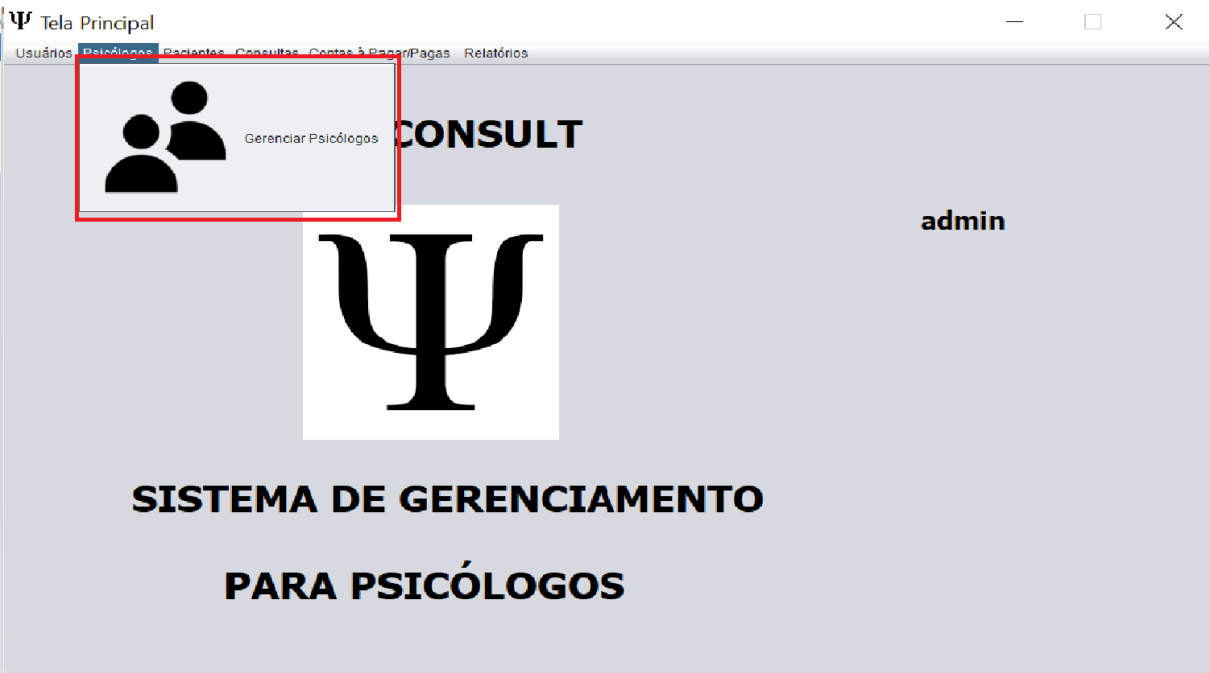 Ψ Tela Principal
Usuários Psicólogos Pacientes Consultas Contas à Pagar/Pagas Relatórios
Gerenciar Psicólogos
CONSULT
admin
Ψ
SISTEMA DE GERENCIAMENTO
PARA PSICÓLOGOS